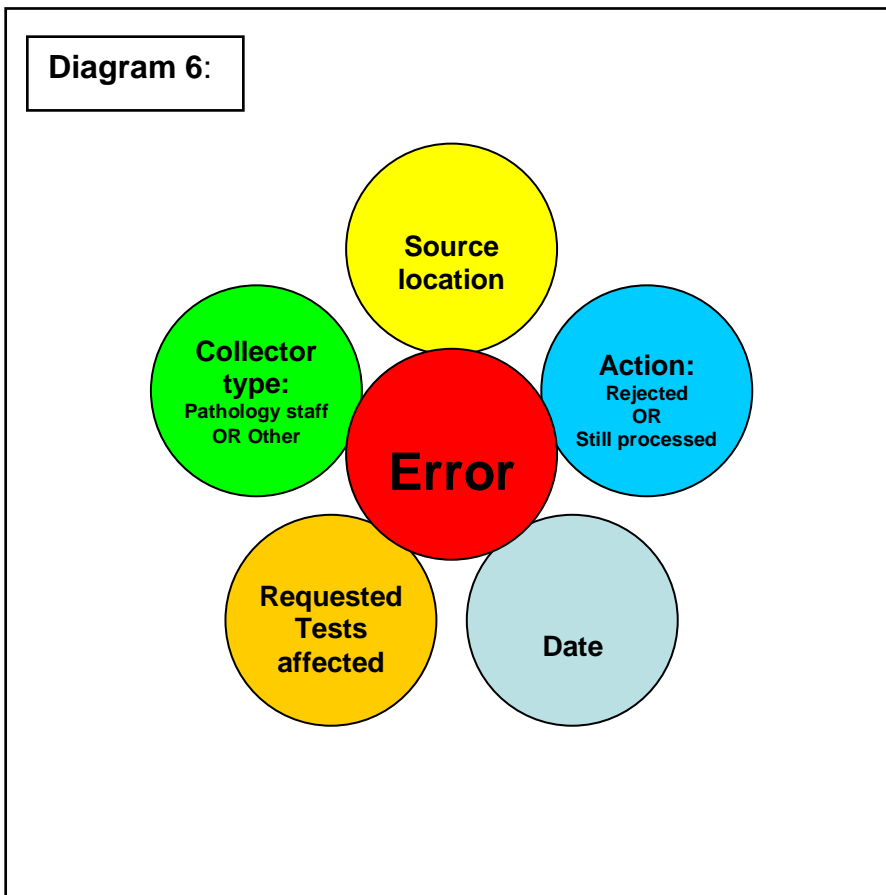 Diagram 6:
Source
location
Collector
type:
Pathology staff
OR Other
Action:
Rejected
OR
Still processed
Error
Requested
Tests
affected
Date